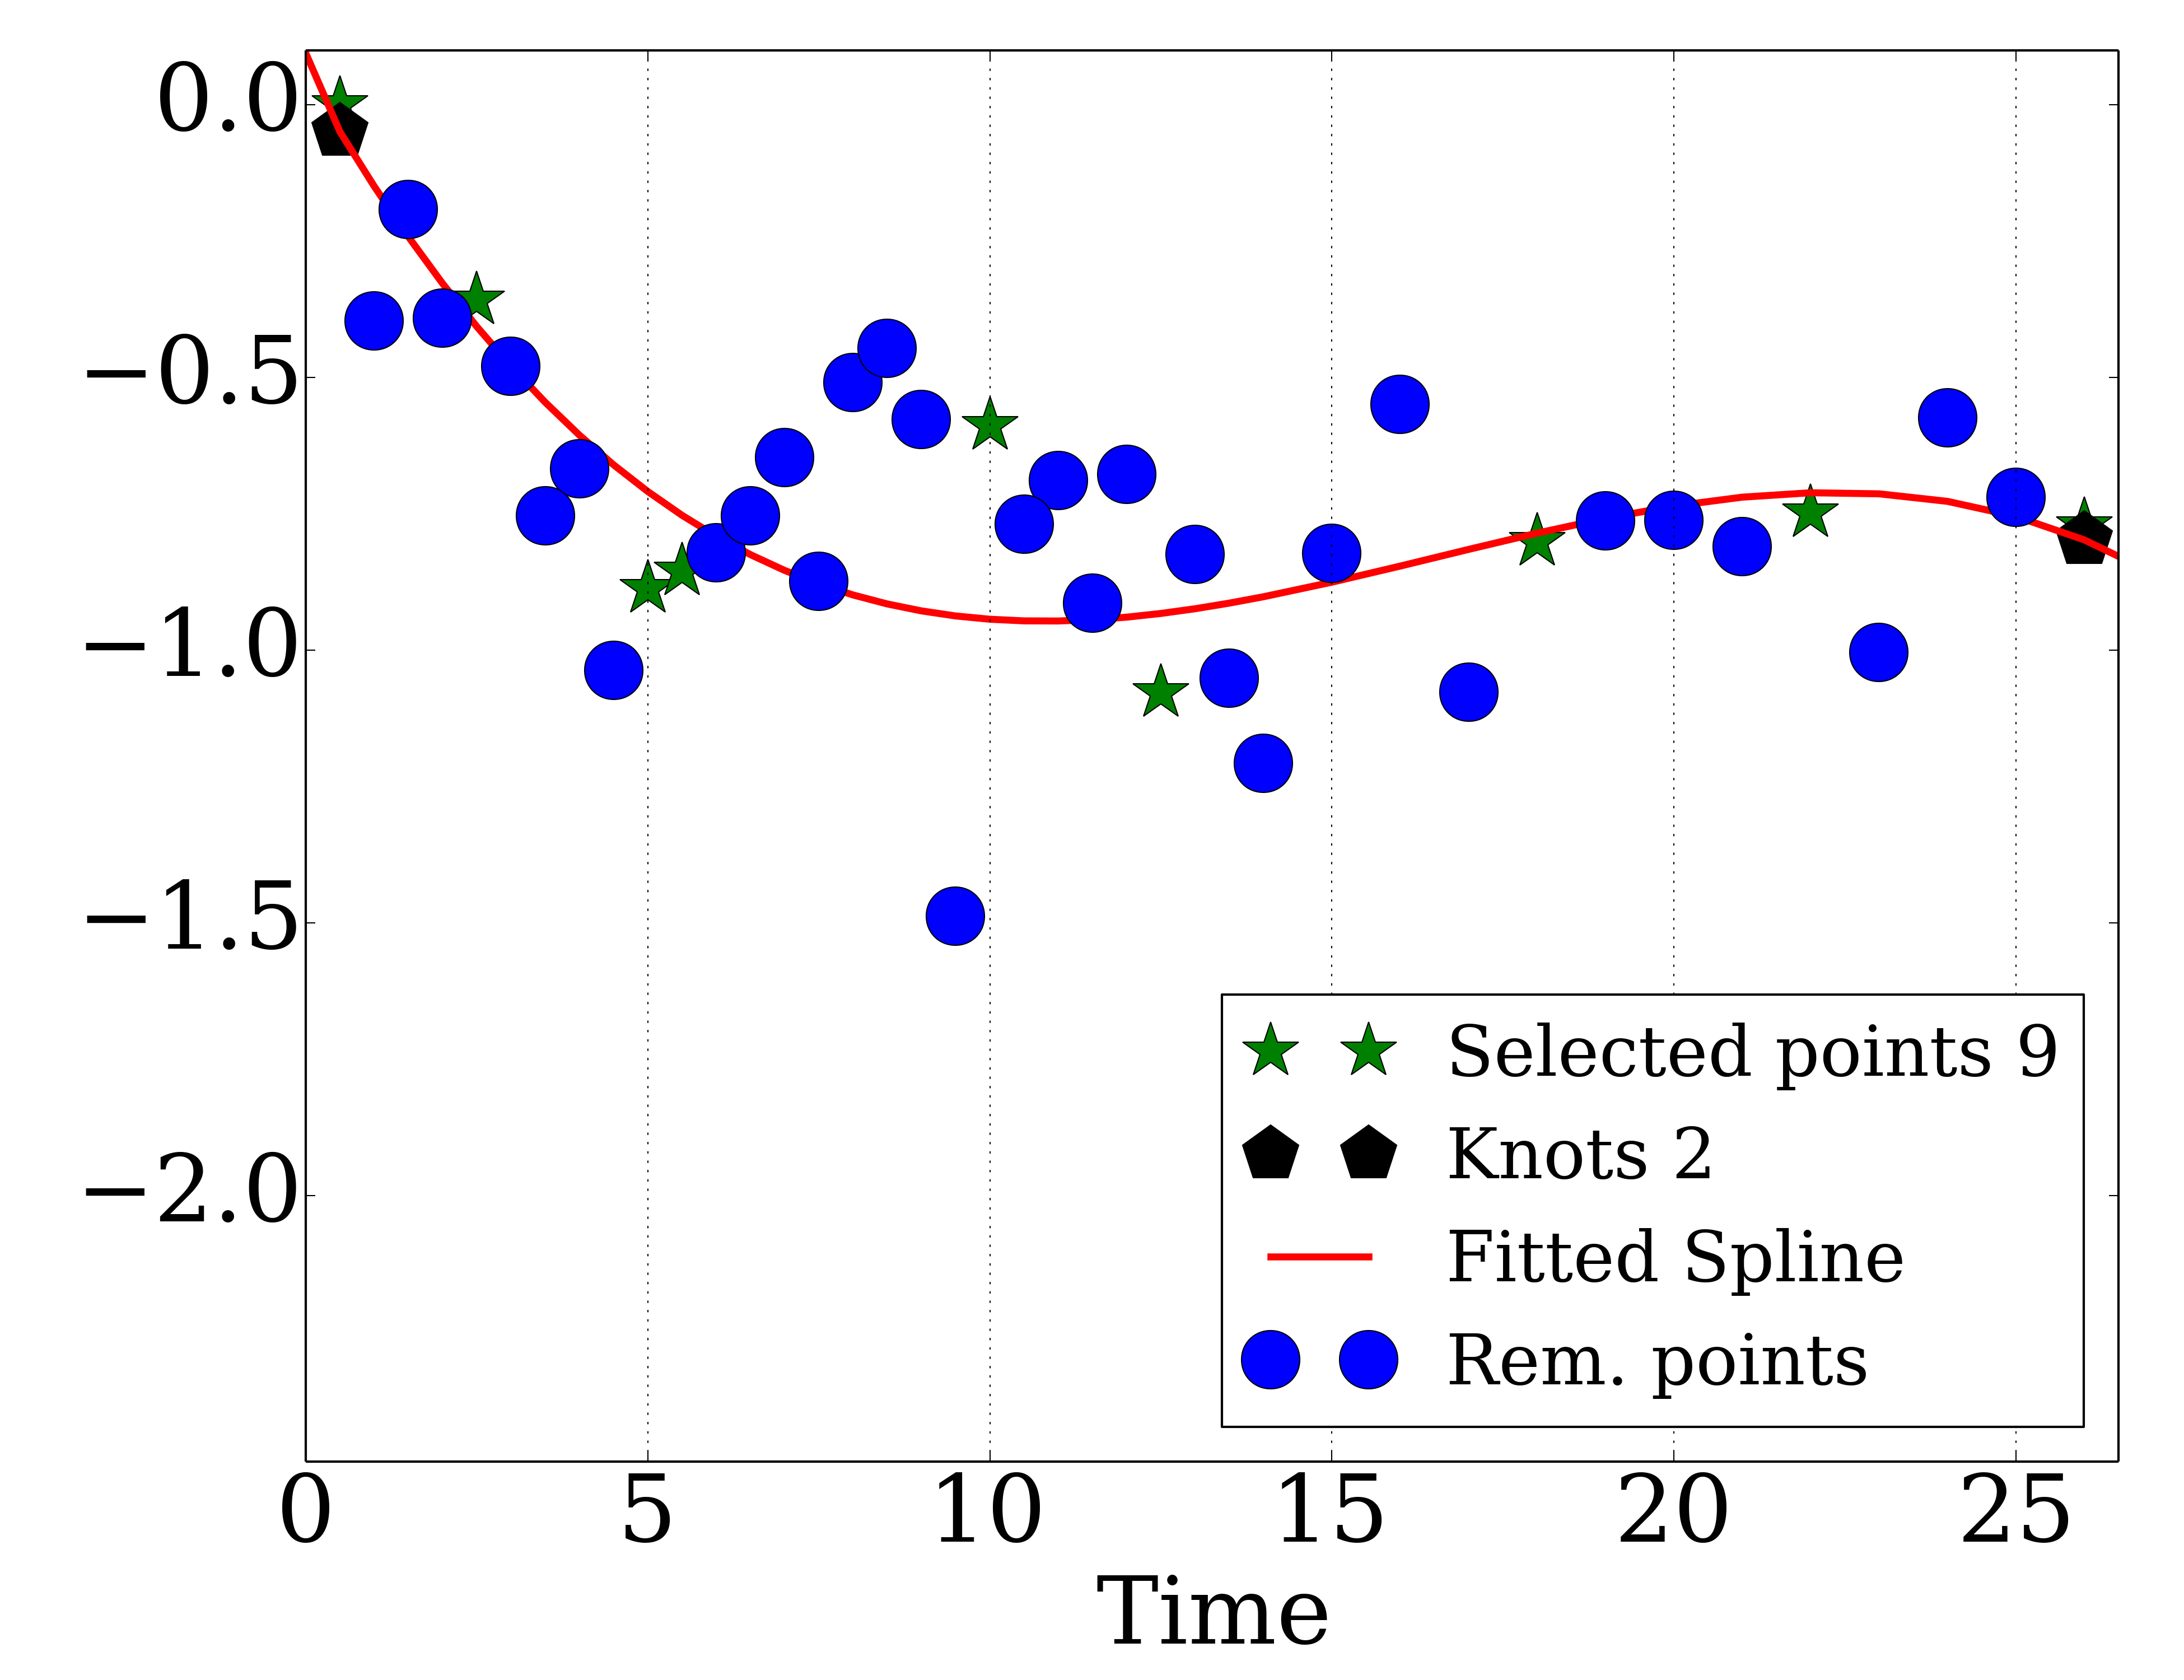 0.0
−0.5
−1.0
−1.5
−2.0
Selected points 9
Knots 2
Fitted Spline
Rem. points
0 5 10 15 20 25
Time